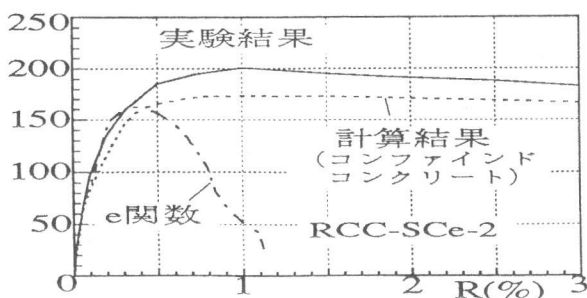 250
実験結果
200
150
計算結果
(コンファインド
コンクリート)
100
e関数
50
RCC-SCe-2
0
0 1 2 R(%) 3